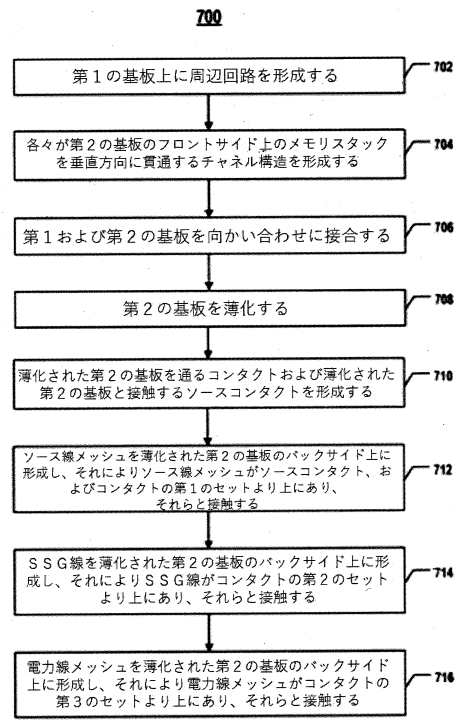 700
第1の基板上に周辺回路を形成する
702
各々が第2の基板のフロントサイド上のメモリスタック
を垂直方向に貫通するチャネル構造を形成する
704
第1および第2の基板を向かい合わせに接合する
706
第2の基板を薄化する
708
薄化された第2の基板を通るコンタクトおよび薄化された
第2の基板と接触するソースコンタクトを形成する
710
ソース線メッシュを薄化された第2の基板のバックサイド上に
形成し、それによりソース線メッシュがソースコンタクト、お
よびコンタクトの第1のセットより上にあり、
それらと接触する
712
SSG線を薄化された第2の基板のバックサイド上に形
成し、それによりSSG線がコンタクトの第2のセット
より上にあり、それらと接触する
714
電力線メッシュを薄化された第2の基板のバックサイド
上に形成し、それにより電力線メッシュがコンタクトの
第3のセットより上にあり、それらと接触する
716